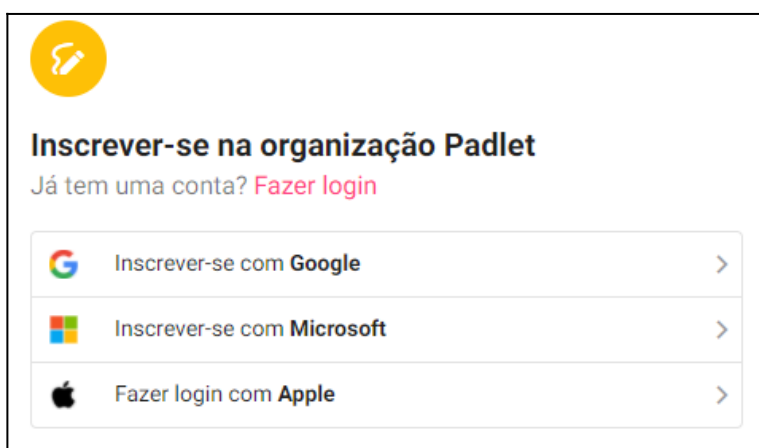 Inscrever-se na organização Padlet
Já tem uma conta? Fazer login
Inscrever-se com Google
Inscrever-se com Microsoft
Fazer login com Apple